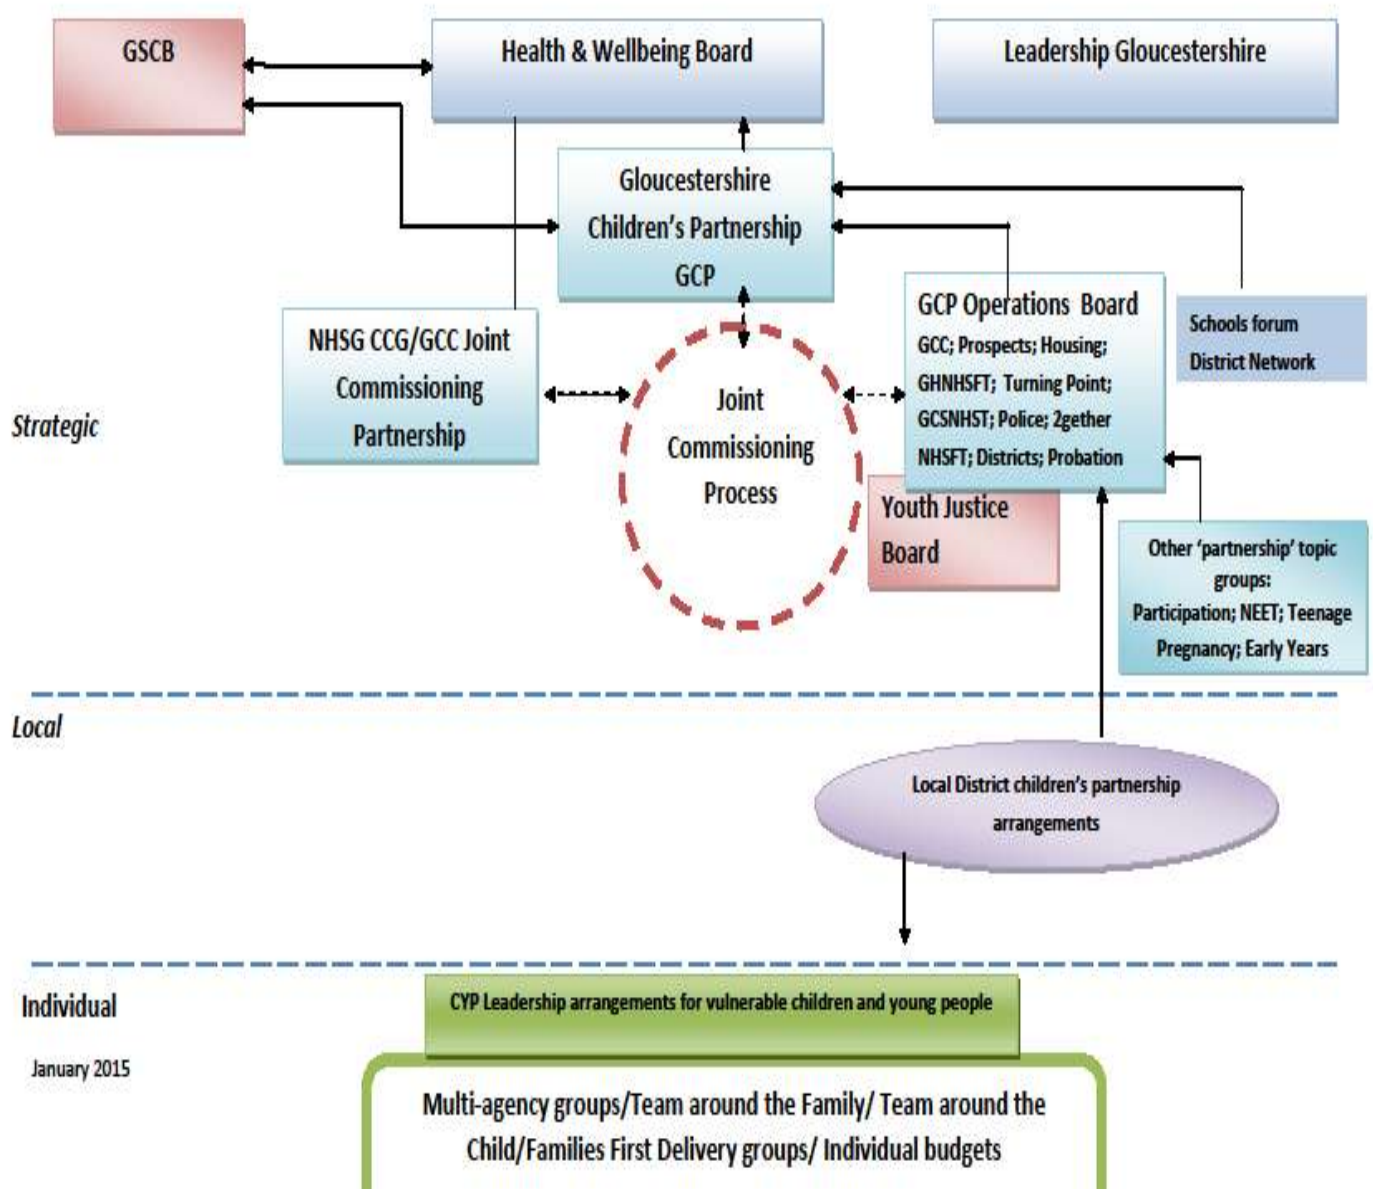 GSCB
Health & Wellbeing Board
Leadership Gloucestershire
Gloucestershire
Children's Partnership
GCP
NHSG CCG/GCC Joint
Commissioning
Partnership
Joint
Commissioning
Process
GCP Operations Board
GCC; Prospects; Housing;
GHNHSFT; Turning Point;
GCSNHST; Police; 2gether
NHSFT; Districts; Probation
Schools forum
District Network
Strategic
Youth Justice
Board
Other 'partnership' topic
groups:
Participation; NEET; Teenage
Pregnancy; Early Years
Local
Local District children's partnership
arrangements
Individual
January 2015
CYP Leadership arrangements for vulnerable children and young people
Multi-agency groups/Team around the Family/ Team around the
Child/Families First Delivery groups/ Individual budgets